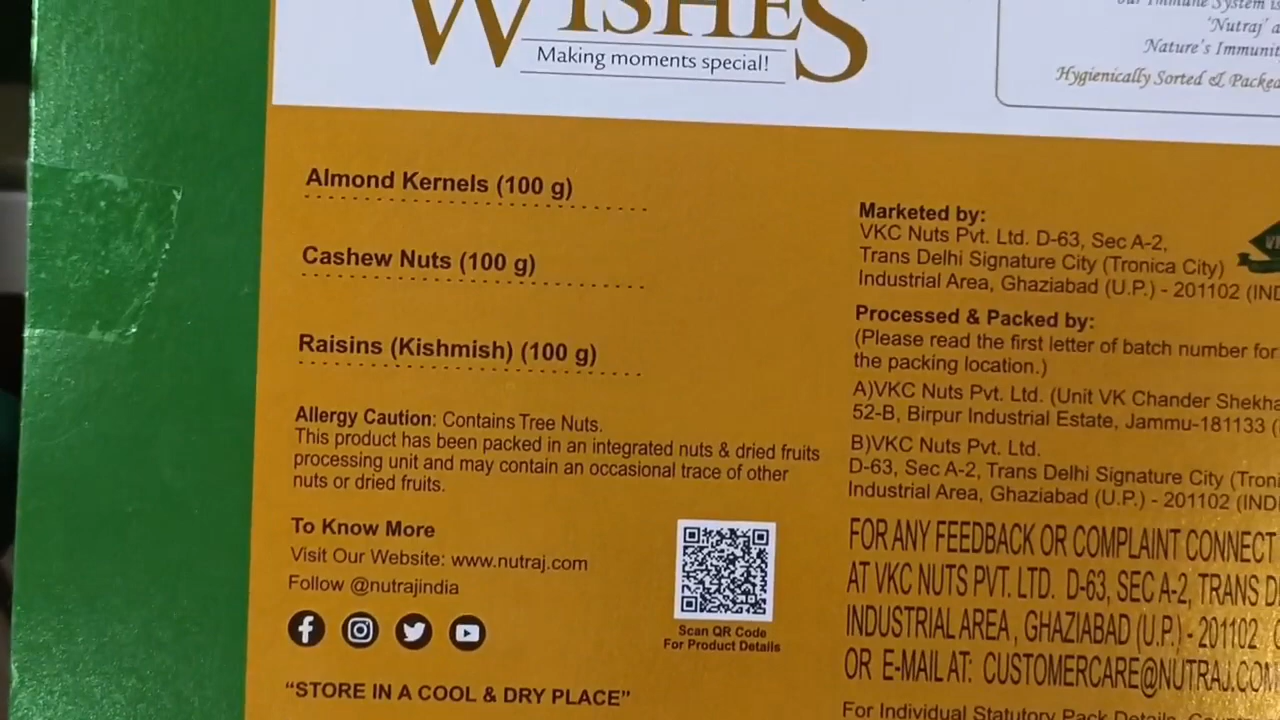 WISHES
Making moments special!
our Immune System is
'Nutraj' a
Nature's
Hygienically Sorted & Packed
Almond Kernels (100 g)
Cashew Nuts (100 g)
Raisins (Kishmish) (100 g)
Allergy Caution: Contains Tree Nuts.
This product has been packed in an integrated nuts & dried fruits
processing unit and may contain an occasional trace of other
nuts or dried fruits.
To Know More
Visit Our Website: www.nutraj.com
Follow @nutrajindia
Scan QR Code
For Product Details
"STORE IN A COOL & DRY PLACE"
Marketed by:
VKC Nuts Pvt. Ltd. D-63, Sec A-2,
Trans Delhi Signature City (Tronica City)
Industrial Area, Ghaziabad (U.P.) - 201102
Processed & Packed by:
(Please read the first letter of batch number for
the packing location.)
A)VKC Nuts Pvt. Ltd. (Unit VK Chander
52-B, Birpur Industrial Estate, Jammu-181133
B)VKC Nuts Pvt. Ltd.
D-63, Sec A-2, Trans Delhi Signature City
Industrial Area, Ghaziabad (U.P.) - 201102
FOR ANY FEEDBACK OR COMPLAINT CONNECT
AT VKC NUTS PVT. LTD. D-63, SEC A-2, TRANS
INDUSTRIAL AREA, GHAZIABAD (U.P.) - 201102
OR E-MAIL AT: CUSTOMERCARE@NUTRAJ.COM
For Individual Statutory Pack Details,